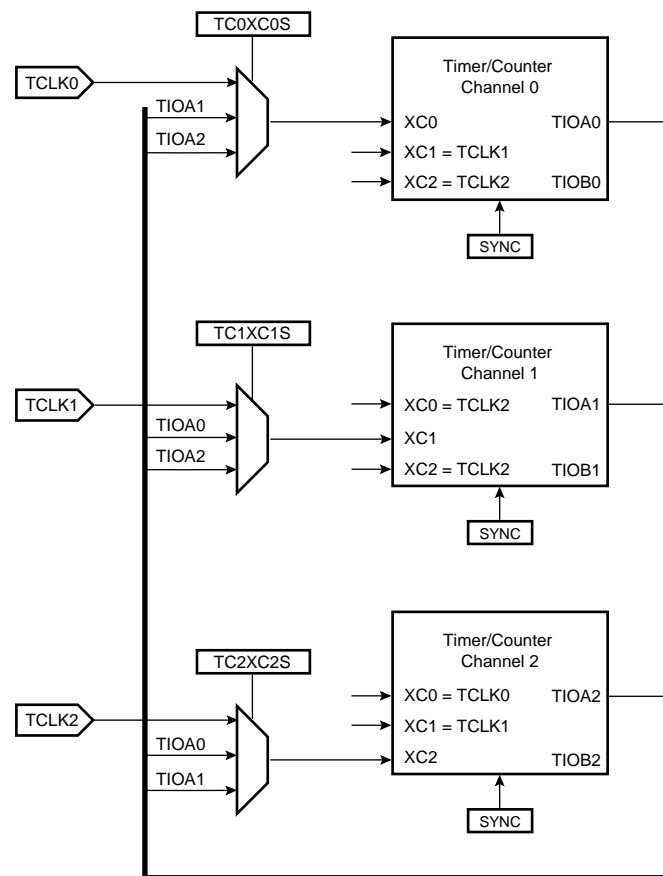 TC0XC0S
TCLK0
TIOA1
TIOA2
Timer/Counter
Channel 0
XC0
TIOA0
XC1 = TCLK1
XC2 = TCLK2
TIOB0
SYNC
TC1XC1S
TCLK1
TIOA0
TIOA2
Timer/Counter
Channel 1
XC0 = TCLK2
TIOA1
XC1
XC2 = TCLK2
TIOB1
SYNC
TC2XC2S
TCLK2
TIOA0
TIOA1
Timer/Counter
Channel 2
XC0 = TCLK0
TIOA2
XC1 = TCLK1
XC2
TIOB2
SYNC